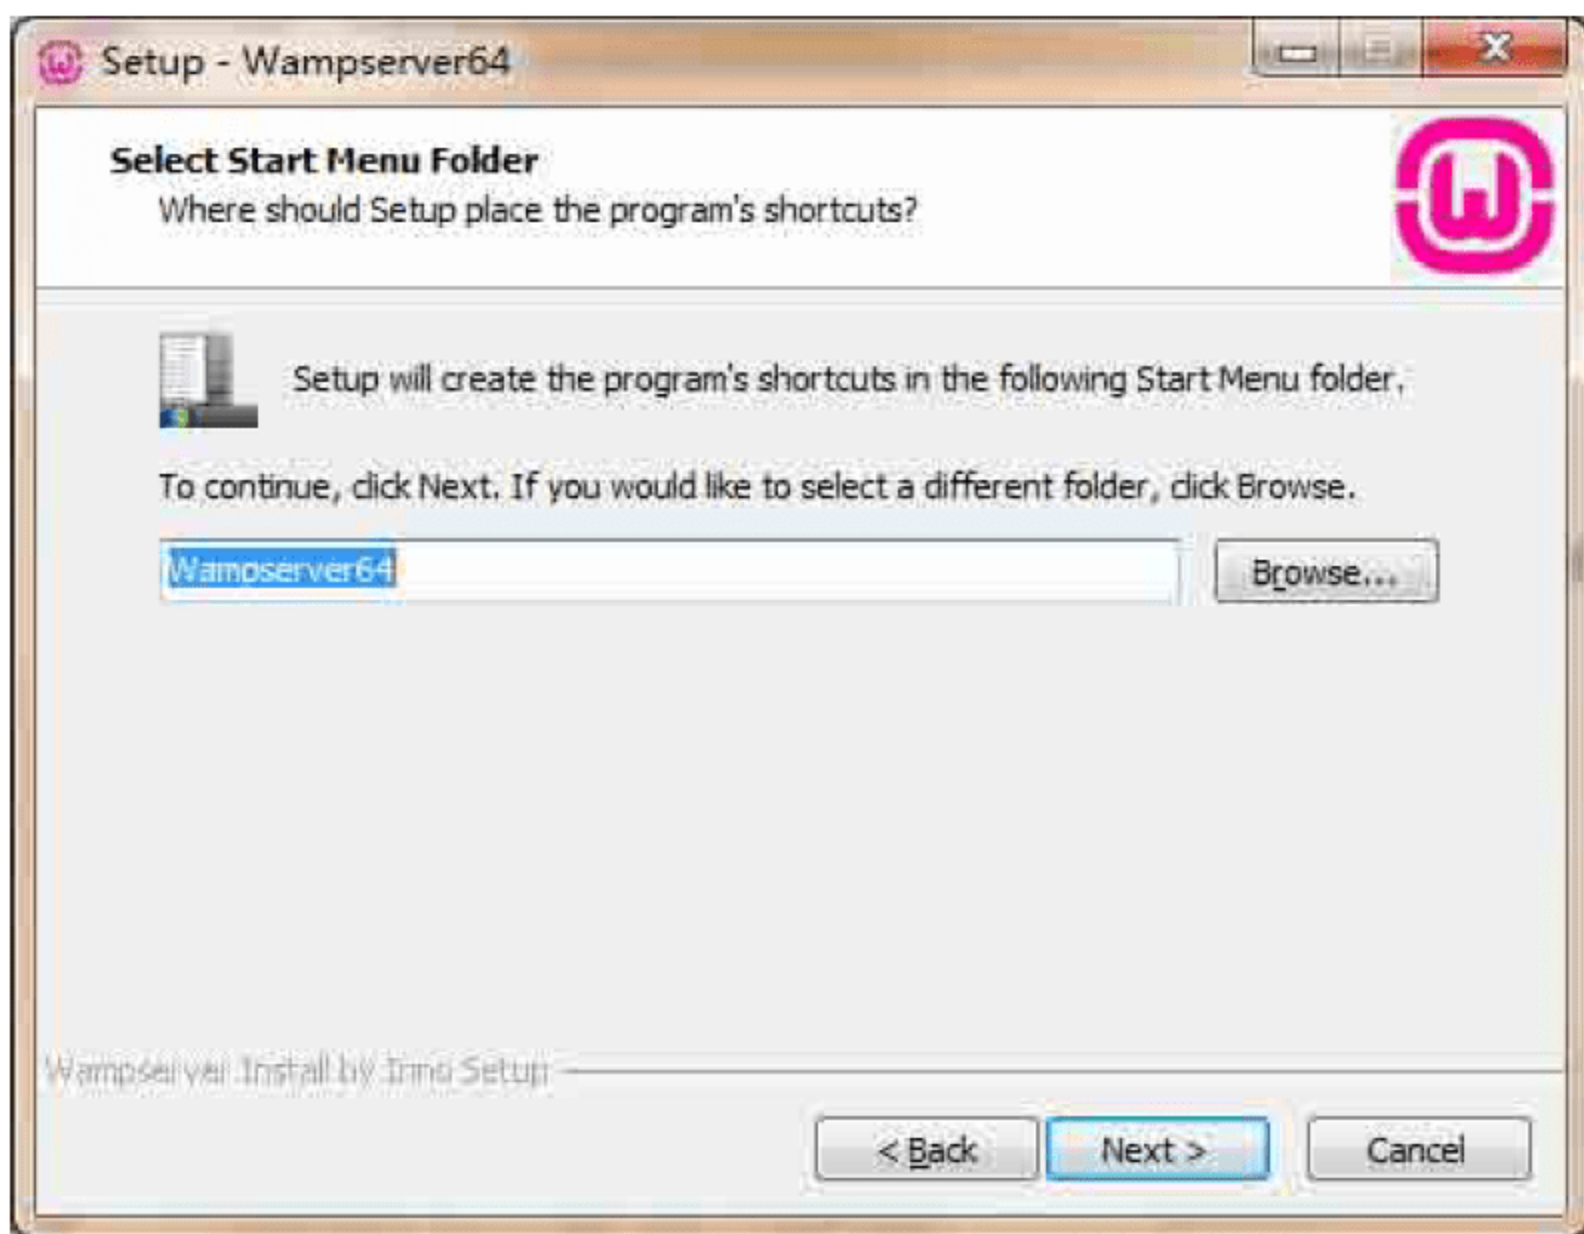 Setup - Wampserver64
Select Start Menu Folder
Where should Setup place the program's shortcuts?
Setup will create the program's shortcuts in the following Start Menu folder.
To continue, click Next. If you would like to select a different folder, click Browse.
Wampserver64
Browse...
Wampserver Install by Inno Setup
< Back
Next >
Cancel